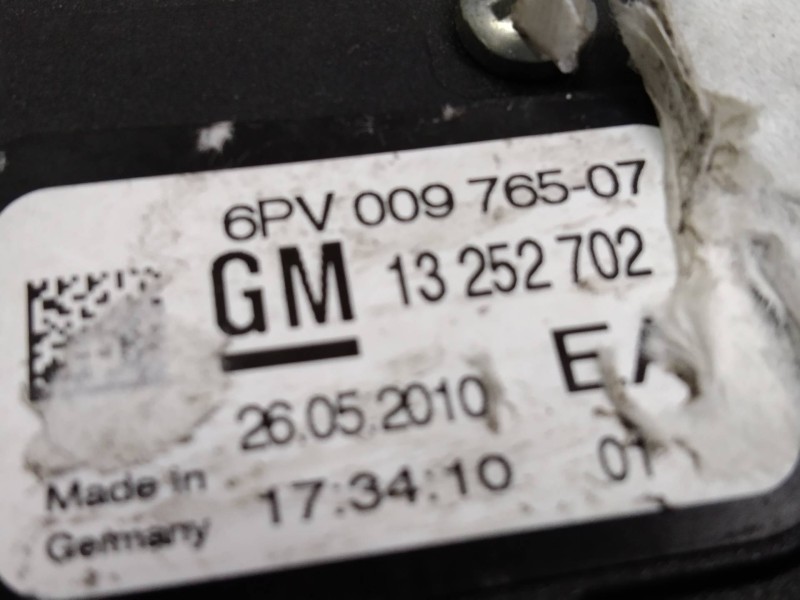 6PV 009 765-07
GM 13 252 702
EA
26.05.2010
Made in 17:34:10 01
Germany